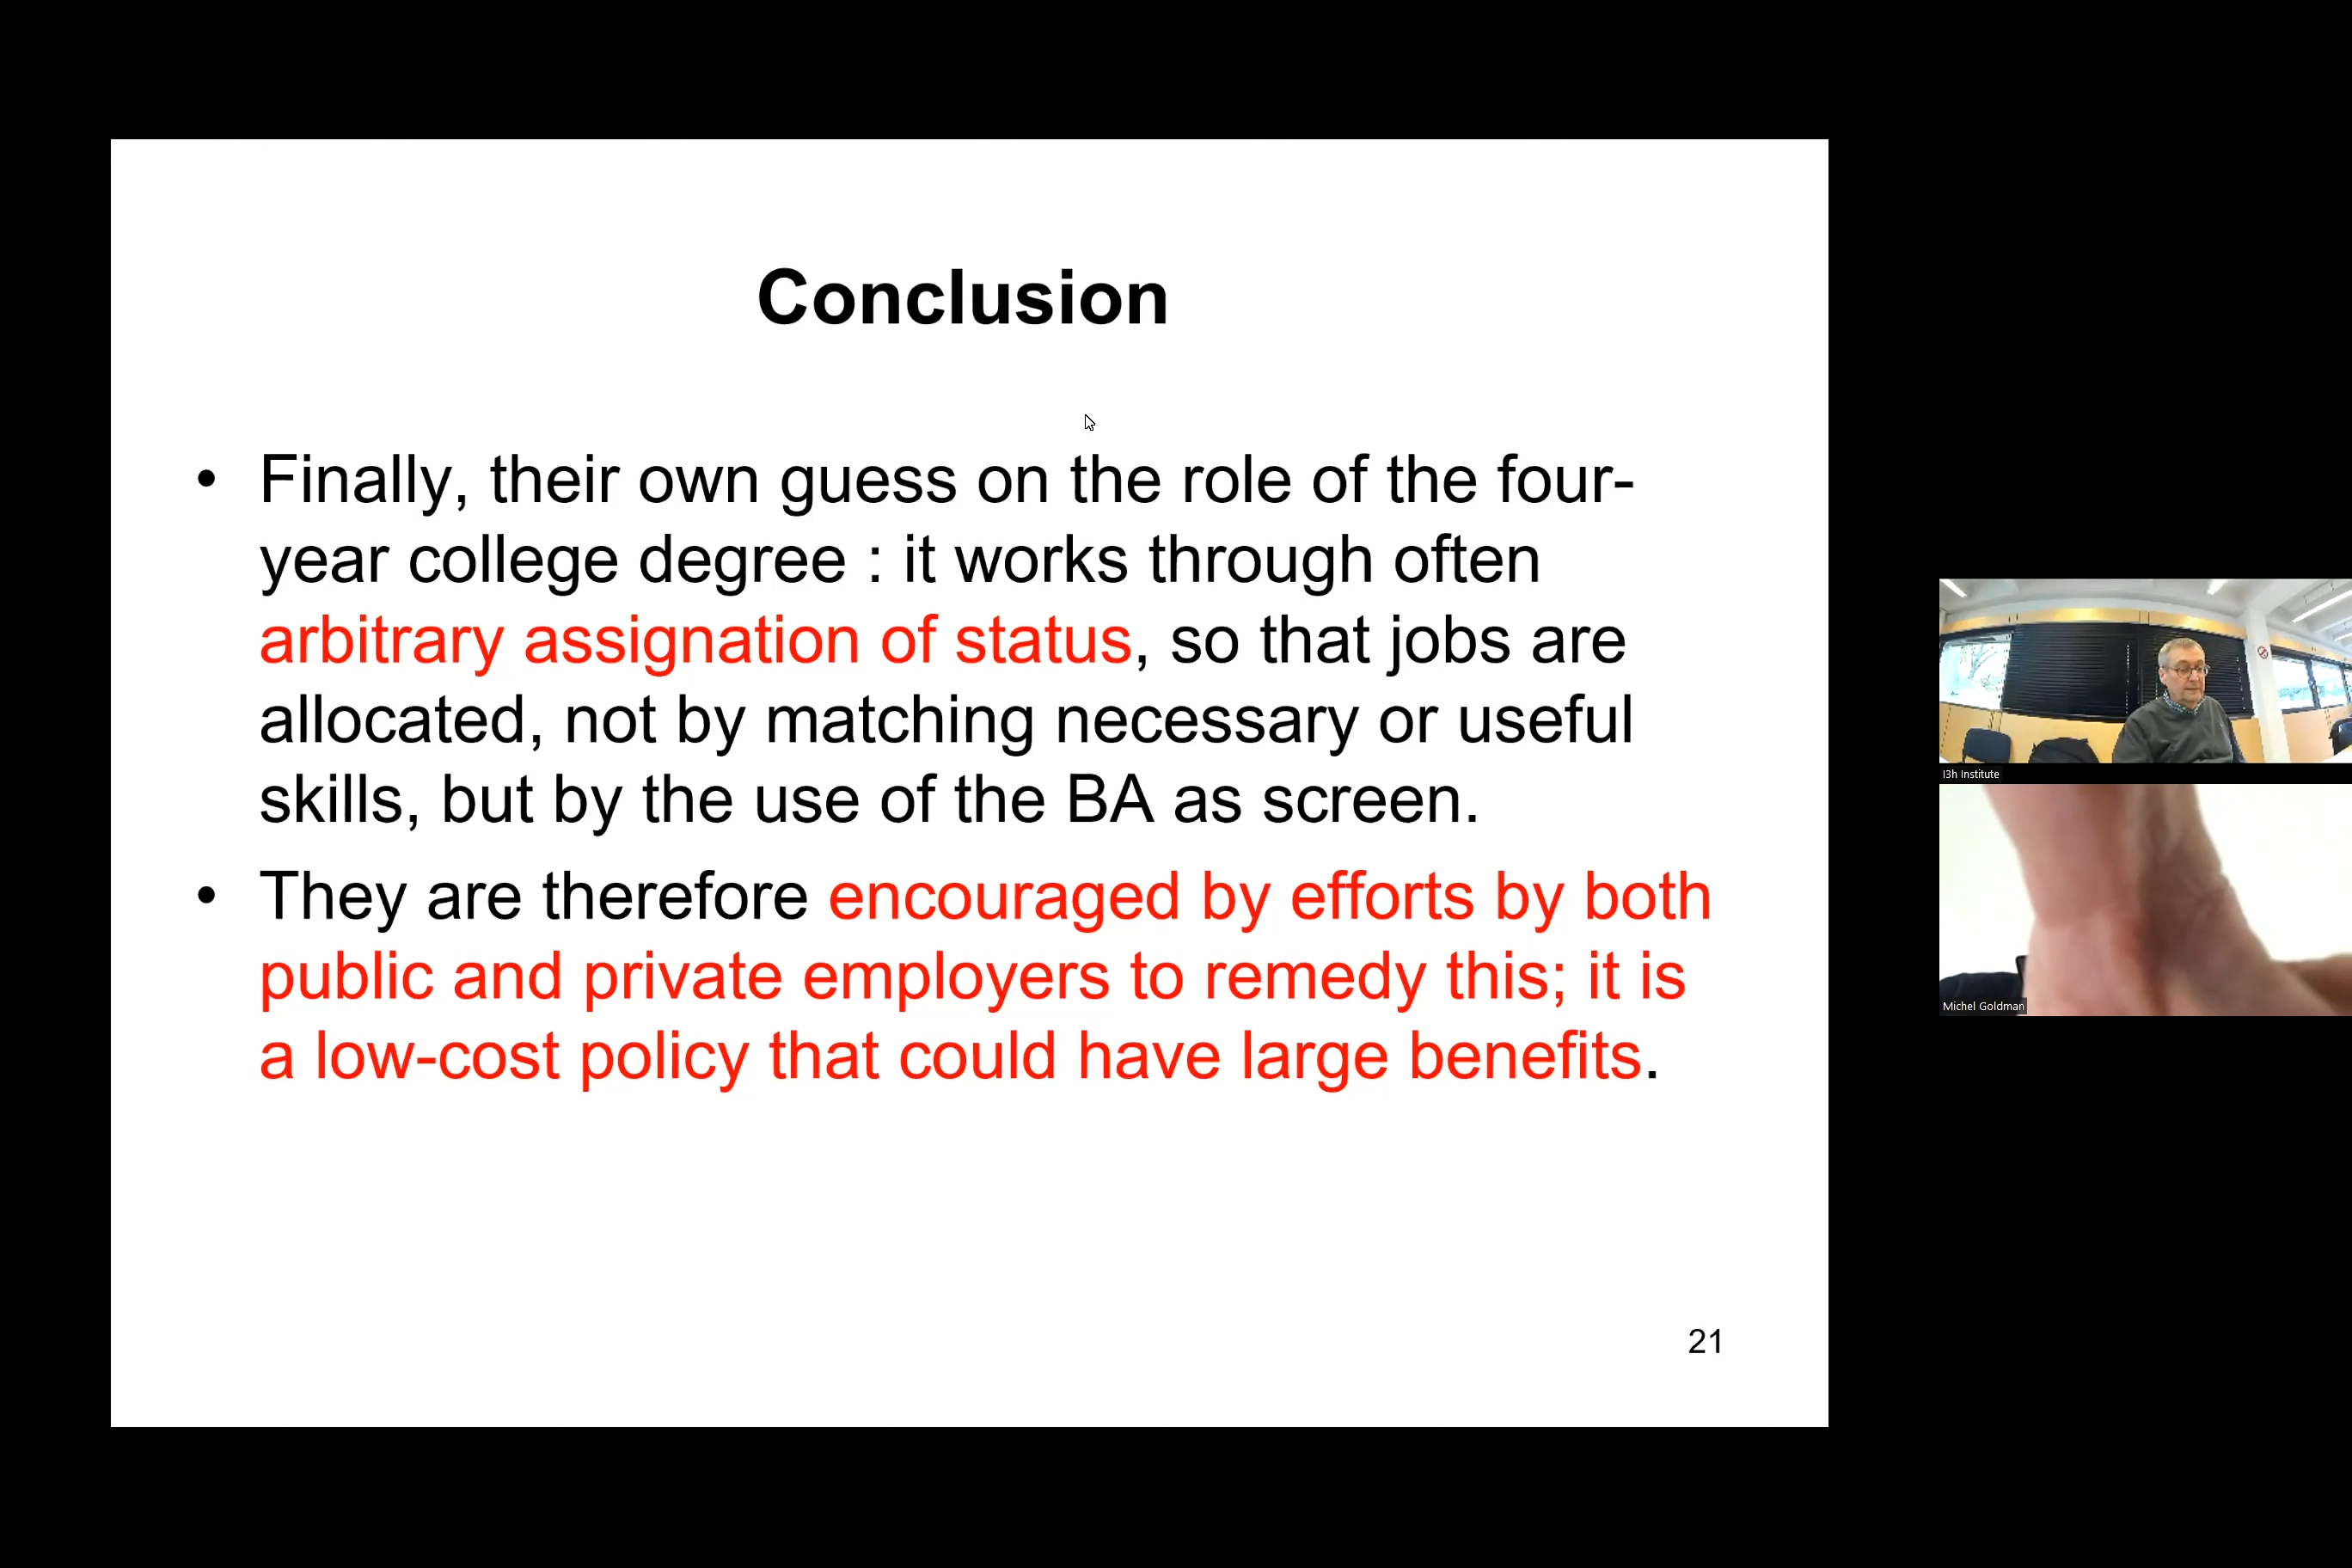 Conclusion
• Finally, their own guess on the role of the four-
year college degree : it works through often
arbitrary assignation of status, so that jobs are
allocated, not by matching necessary or useful
skills, but by the use of the BA as screen.
• They are therefore encouraged by efforts by both
public and private employers to remedy this; it is
a low-cost policy that could have large benefits.
21
I3h Institute
Michel Goldman